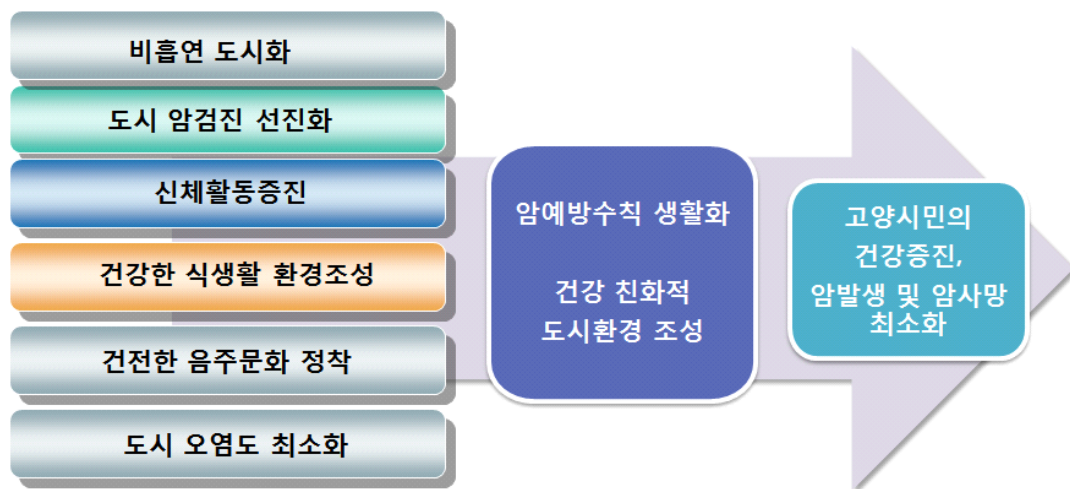 비흡연 도시화
도시 암검진 선진화
신체활동증진
건강한 식생활 환경조성
건전한 음주문화 정착
도시 오염도 최소화
암예방수칙 생활화
건강 친화적
도시환경 조성
고양시민의
건강증진,
암발생 및 암사망
최소화